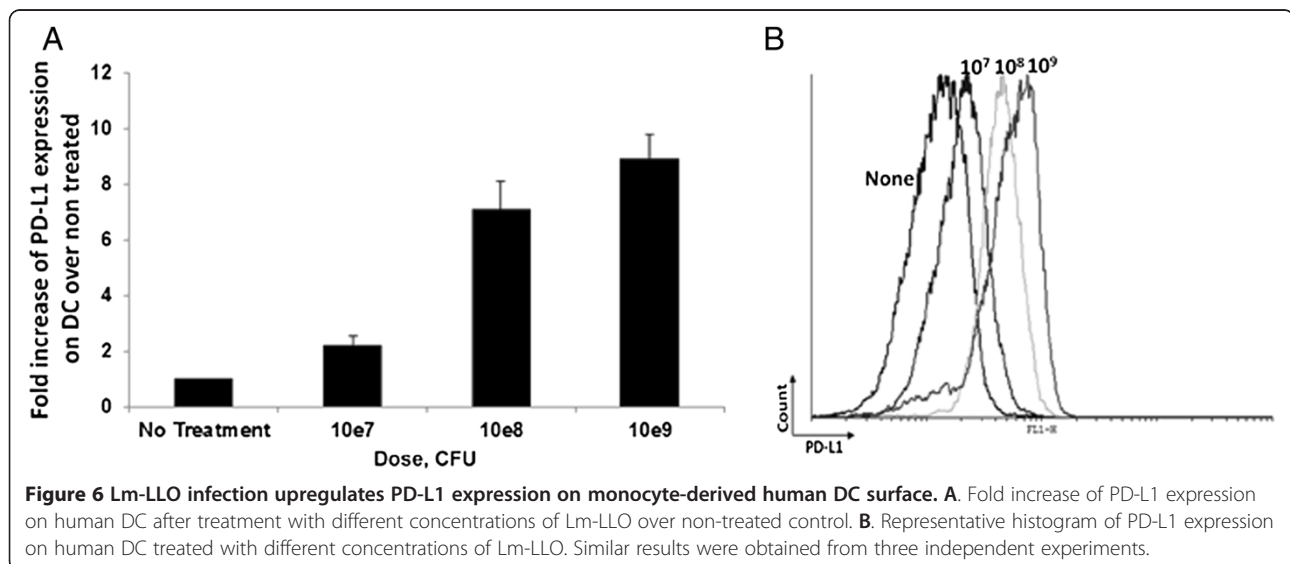 A
Fold increase of PD-L1 expression
on DC over non treated
12
10
8
6
4
2
0
No Treatment
10e7
10e8
10e9
Dose, CFU
B
10⁷ 10⁸ 10⁹
None
Count
PD-L1
FL1-H
Figure 6 Lm-LLO infection upregulates PD-L1 expression on monocyte-derived human DC surface. A. Fold increase of PD-L1 expression
on human DC after treatment with different concentrations of Lm-LLO over non-treated control. B. Representative histogram of PD-L1 expression
on human DC treated with different concentrations of Lm-LLO. Similar results were obtained from three independent experiments.